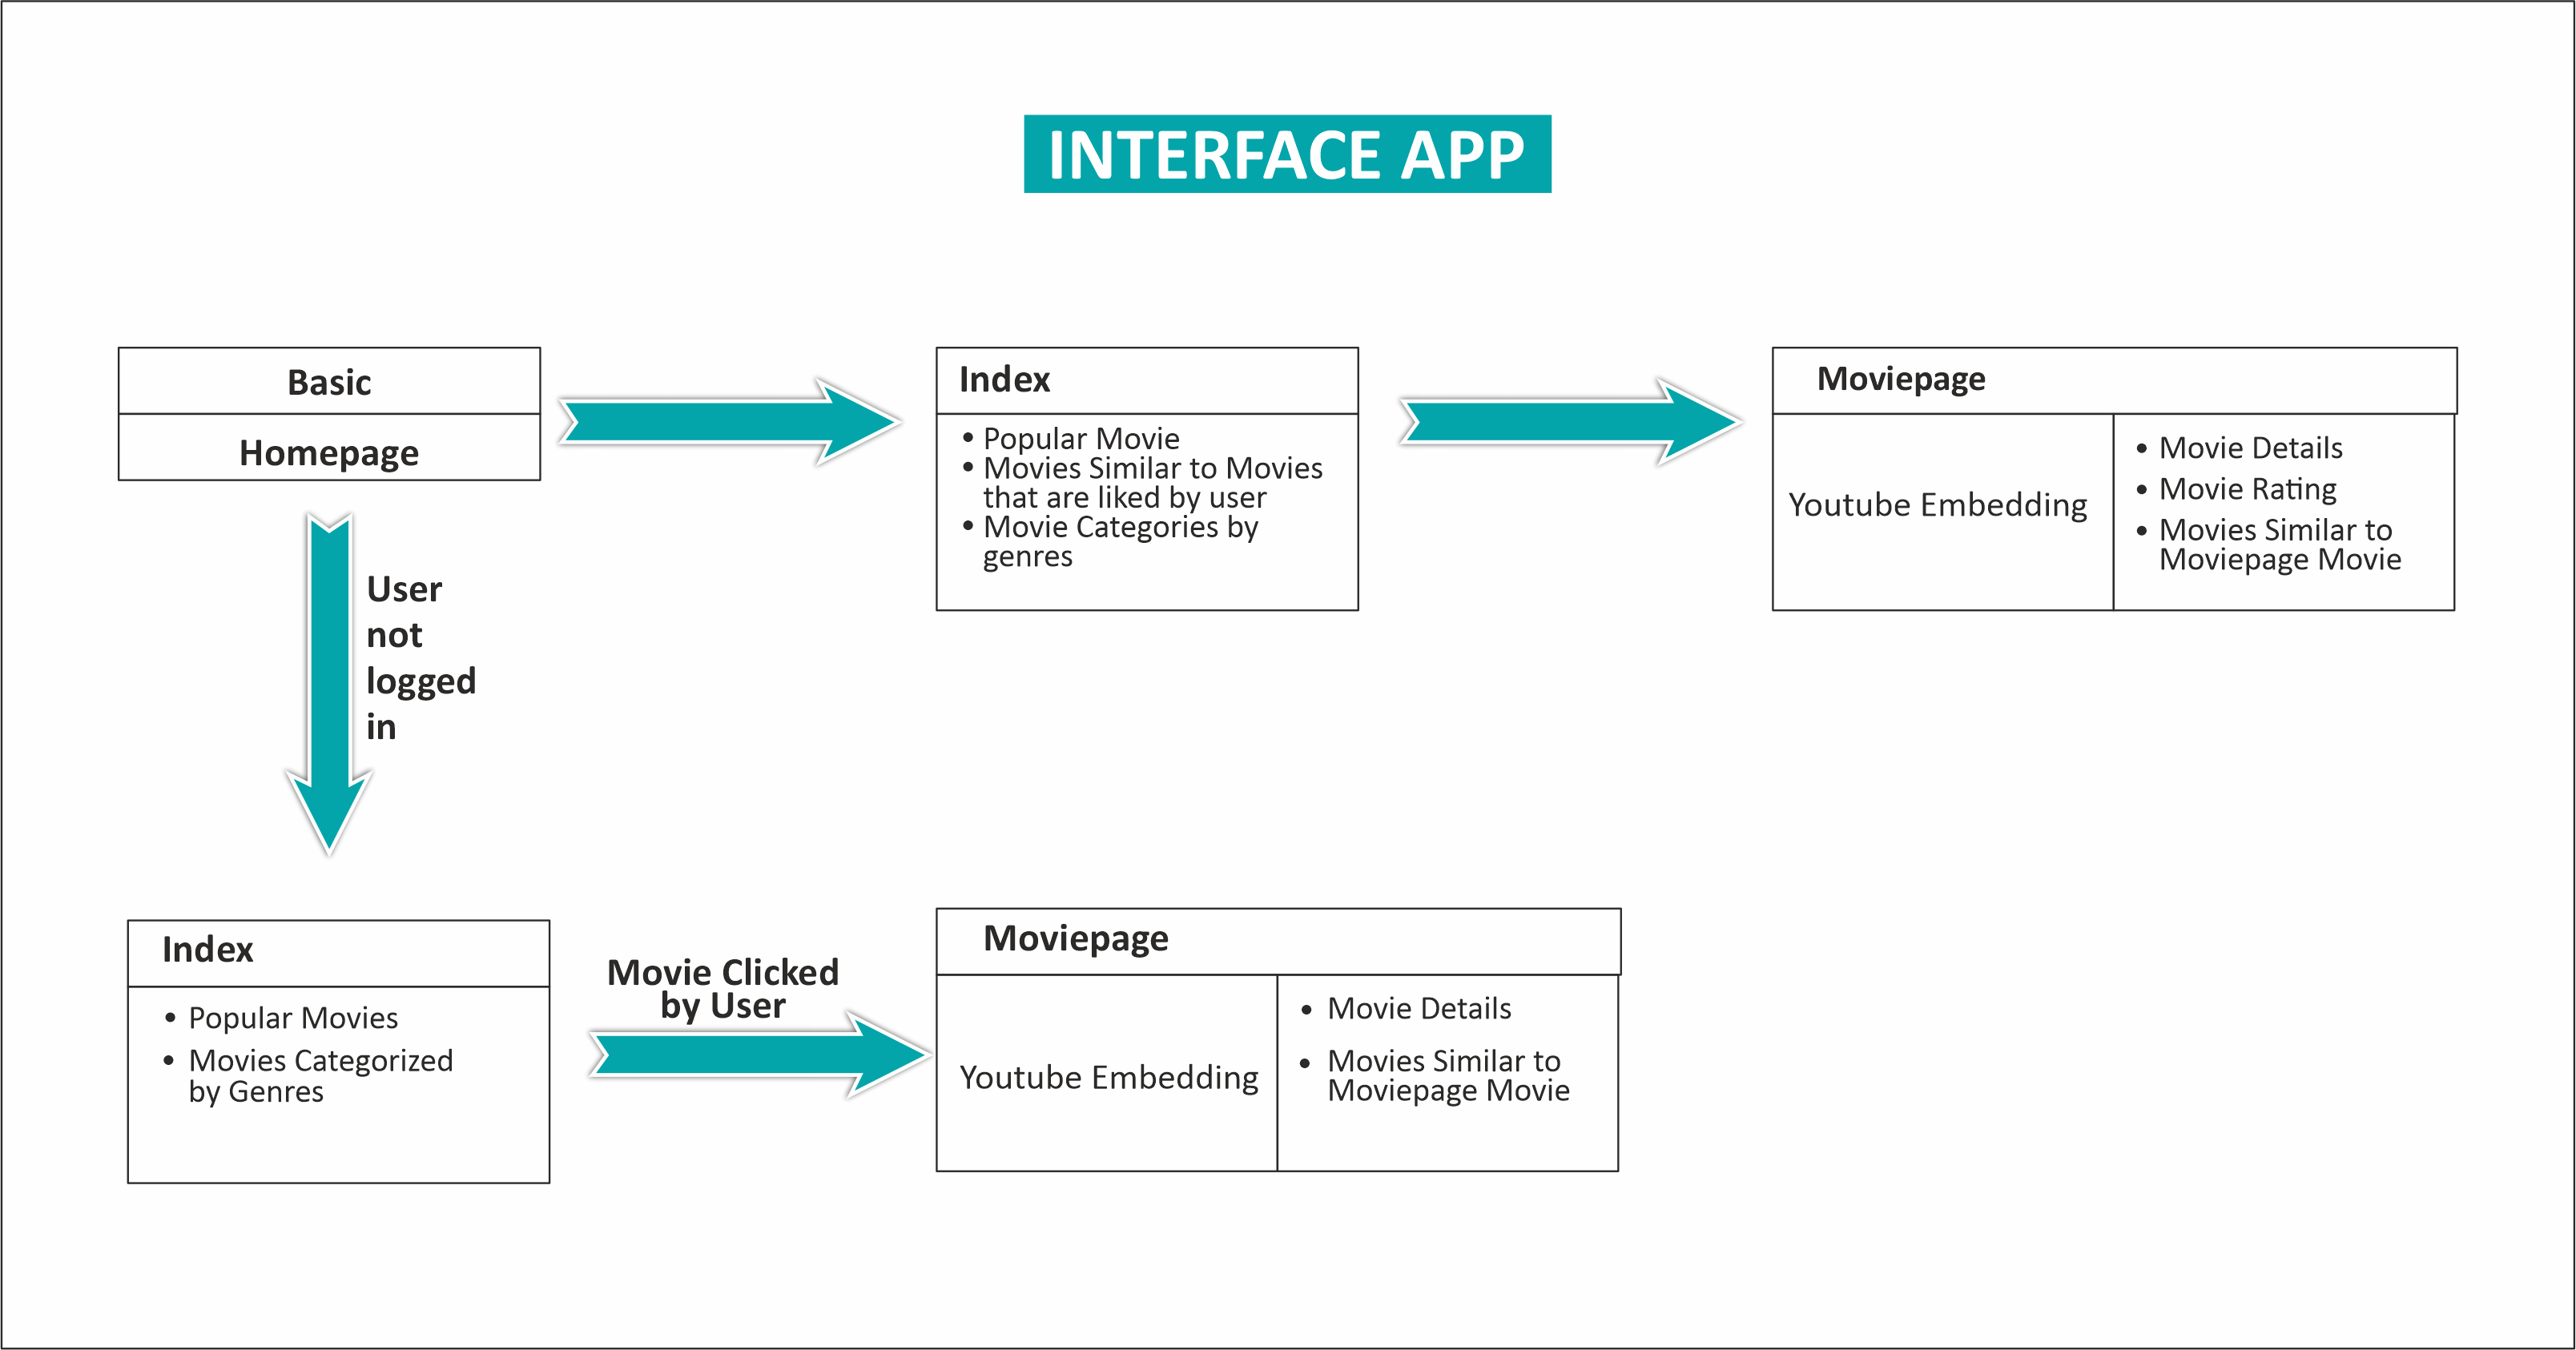 INTERFACE APP
Basic
Homepage
Index
• Popular Movie
• Movies Similar to Movies
that are liked by user
• Movie Categories by
genres
Moviepage
Youtube Embedding
• Movie Details
• Movie Rating
• Movies Similar to
Moviepage Movie
User
not
logged
in
Index
• Popular Movies
• Movies Categorized
by Genres
Movie Clicked
by User
Moviepage
Youtube Embedding
• Movie Details
• Movies Similar to
Moviepage Movie